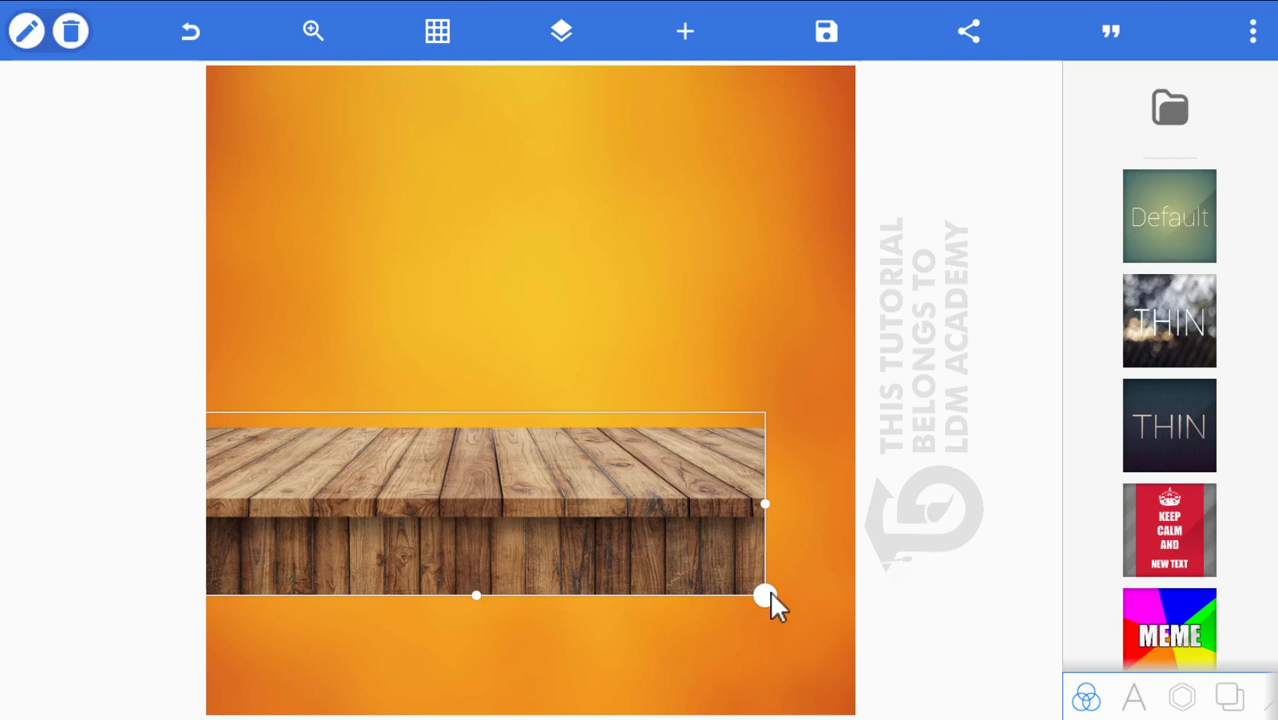 Default
THIN
THIN
KEEP
CALM
AND
NEW TEXT
MEME
THIS TUTORIAL
BELONGS TO
LDM ACADEMY
A